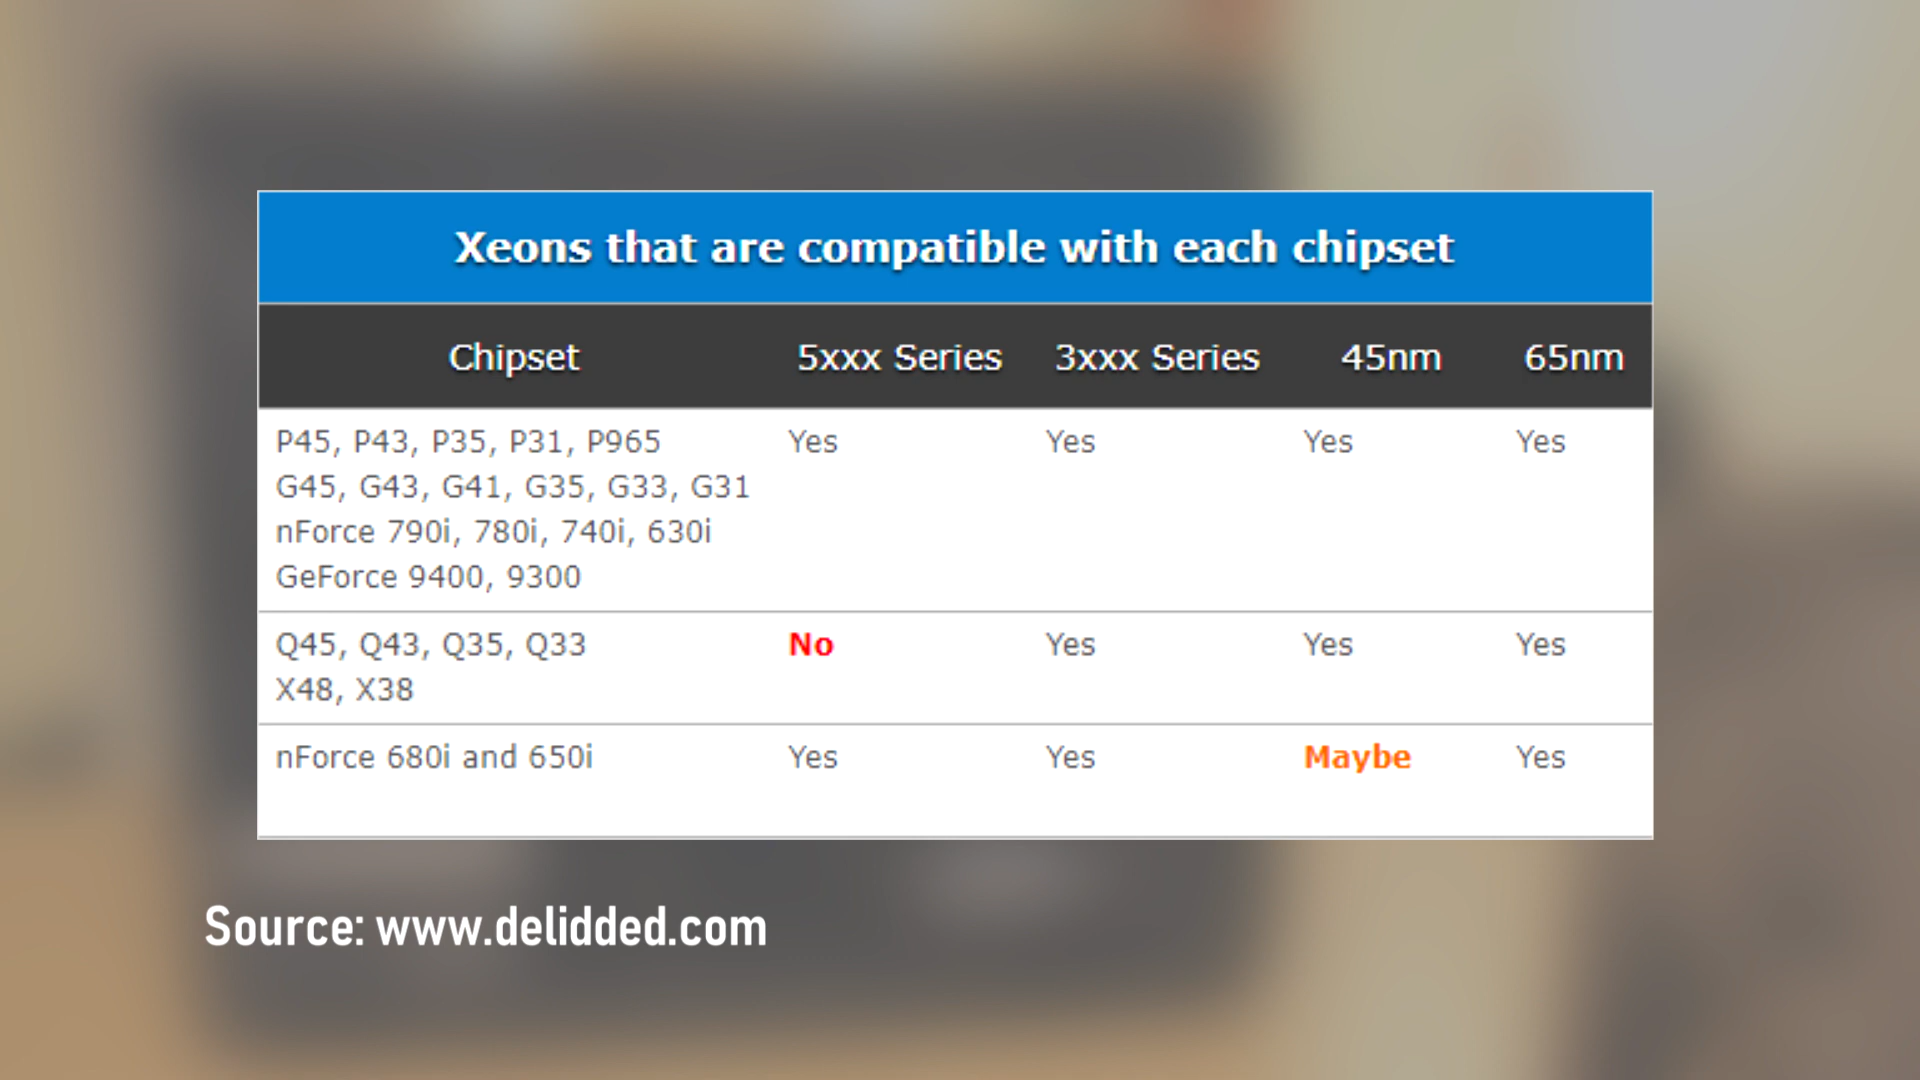 Xeons that are compatible with each chipset
Chipset 5xxx Series 3xxx Series 45nm 65nm
P45, P43, P35, P31, P965 Yes Yes Yes Yes
G45, G43, G41, G35, G33, G31
nForce 790i, 780i, 740i, 630i
GeForce 9400, 9300
Q45, Q43, Q35, Q33 No Yes Yes Yes
X48, X38
nForce 680i and 650i Yes Yes Maybe Yes
Source: www.delidded.com